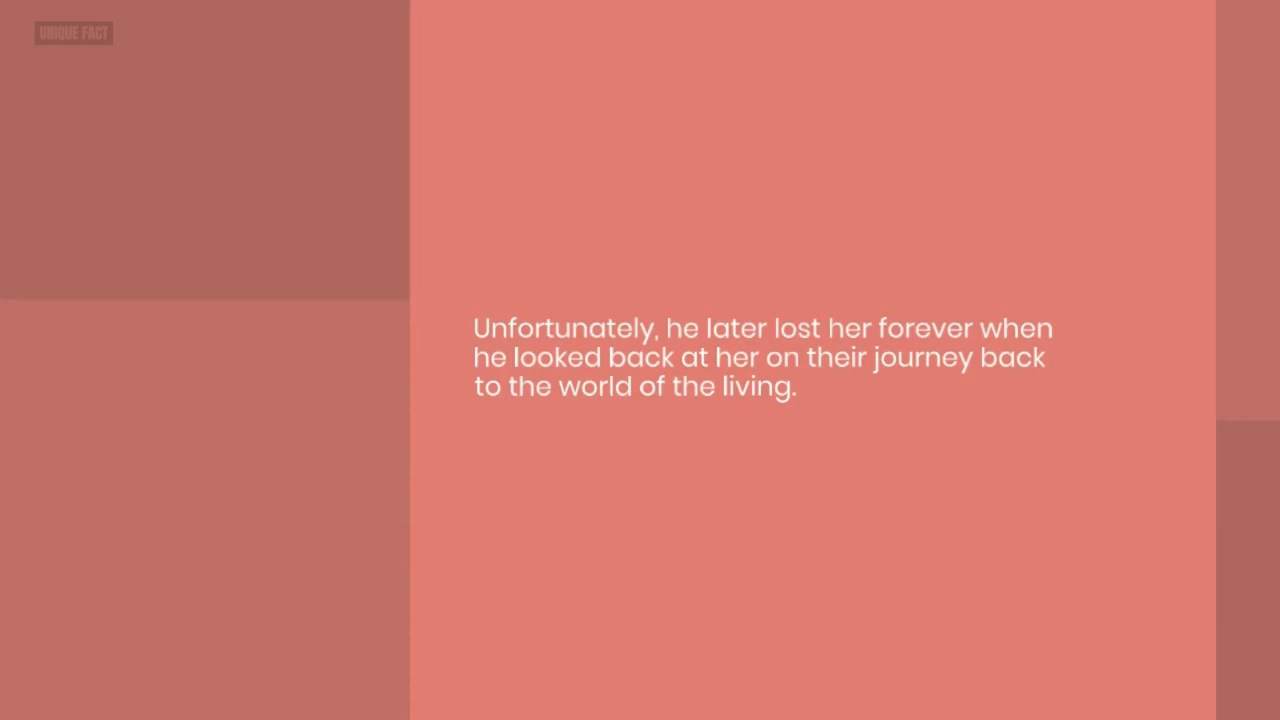 UNIQUE FACT
Unfortunately, he later lost her forever when
he looked back at her on their journey back
to the world of the living.